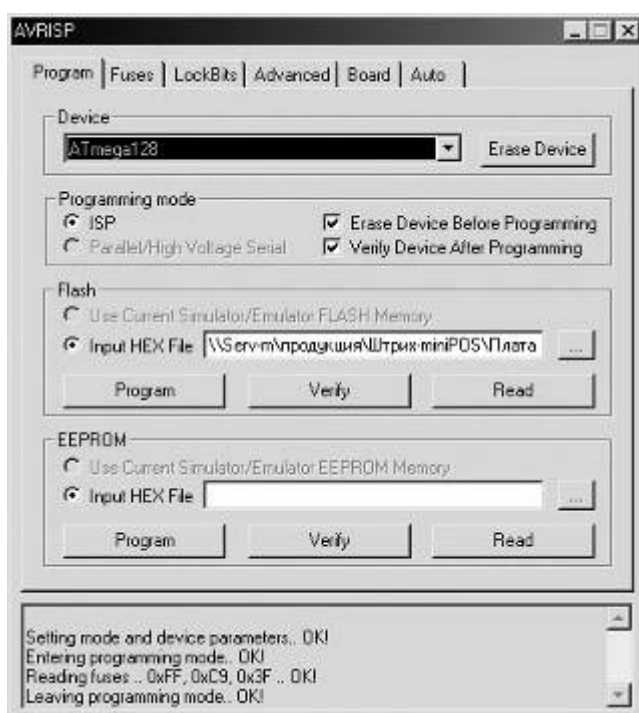 AVRISP
Program Fuses LockBits Advanced Board Auto
Device
ATmega128 Erase Device
Programming mode
ISP Erase Device Before Programming
Parallel/High Voltage Serial Verify Device After Programming
Flash
Use Current Simulator/Emulator FLASH Memory
Input HEX File \\Serv-m\продукция\Штрих-miniPOS\Плата ...
Program Verify Read
EEPROM
Use Current Simulator/Emulator EEPROM Memory
Input HEX File ...
Program Verify Read
Setting mode and device parameters.. OK!
Entering programming mode.. OK!
Reading fuses .. 0xFF, 0xC9, 0x3F .. OK!
Leaving programming mode.. OK!